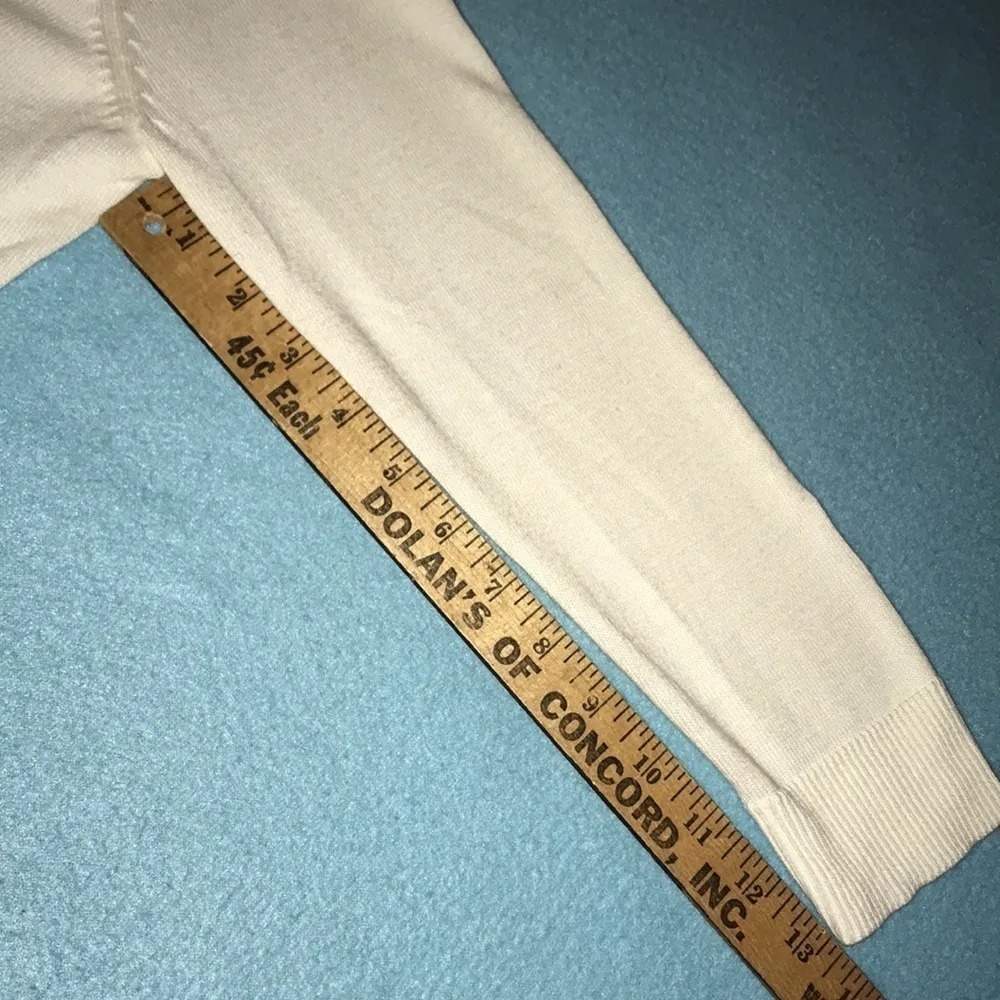 1 2 3 4 5 6 7 8 9 10 11 12 13
45¢ Each
DOLAN'S OF CONCORD, INC.